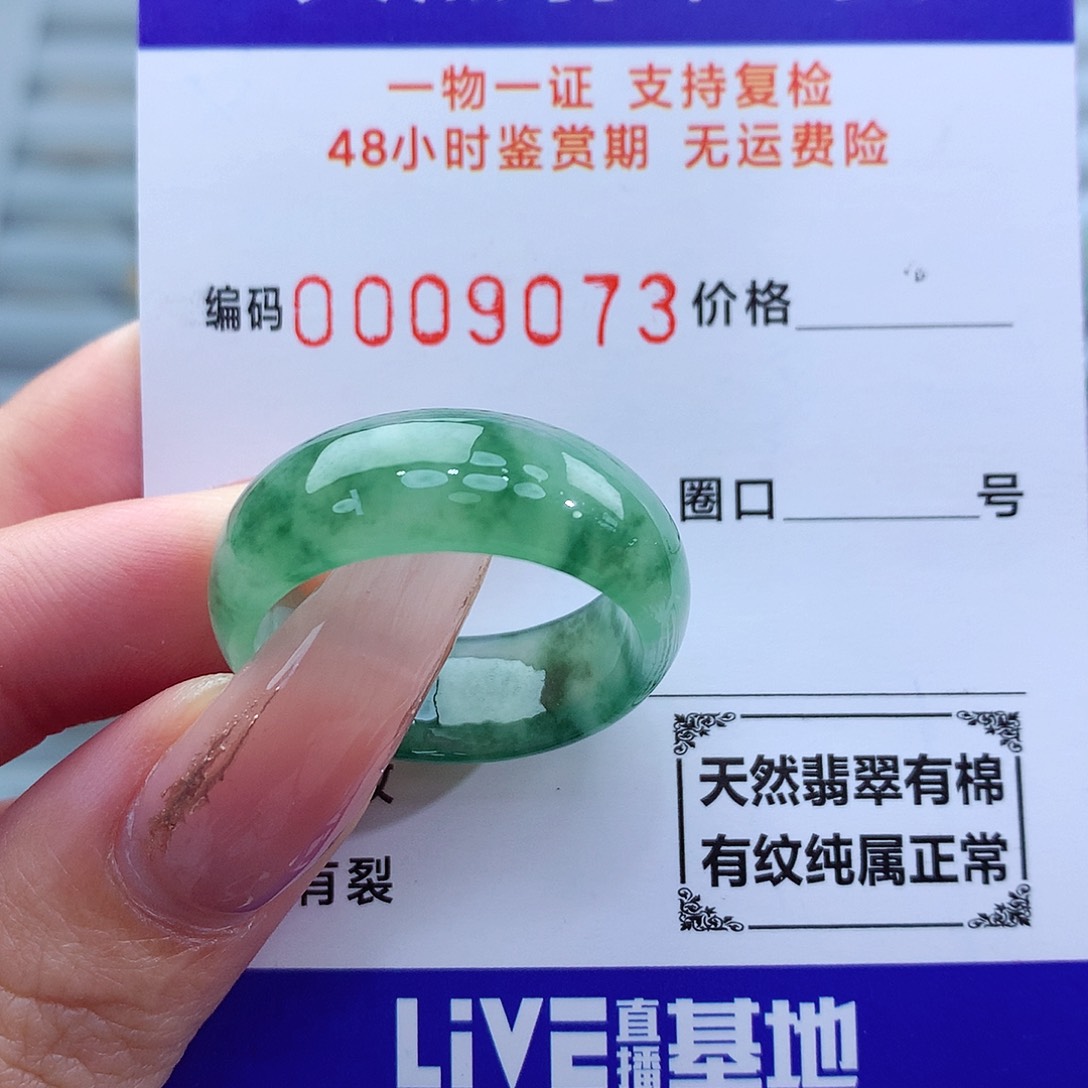 一物一证 支持复检
48小时鉴赏期 无运费险
编码0009073价格
圈口 号
有裂
天然翡翠有棉
有纹纯属正常
LiVE直播基地